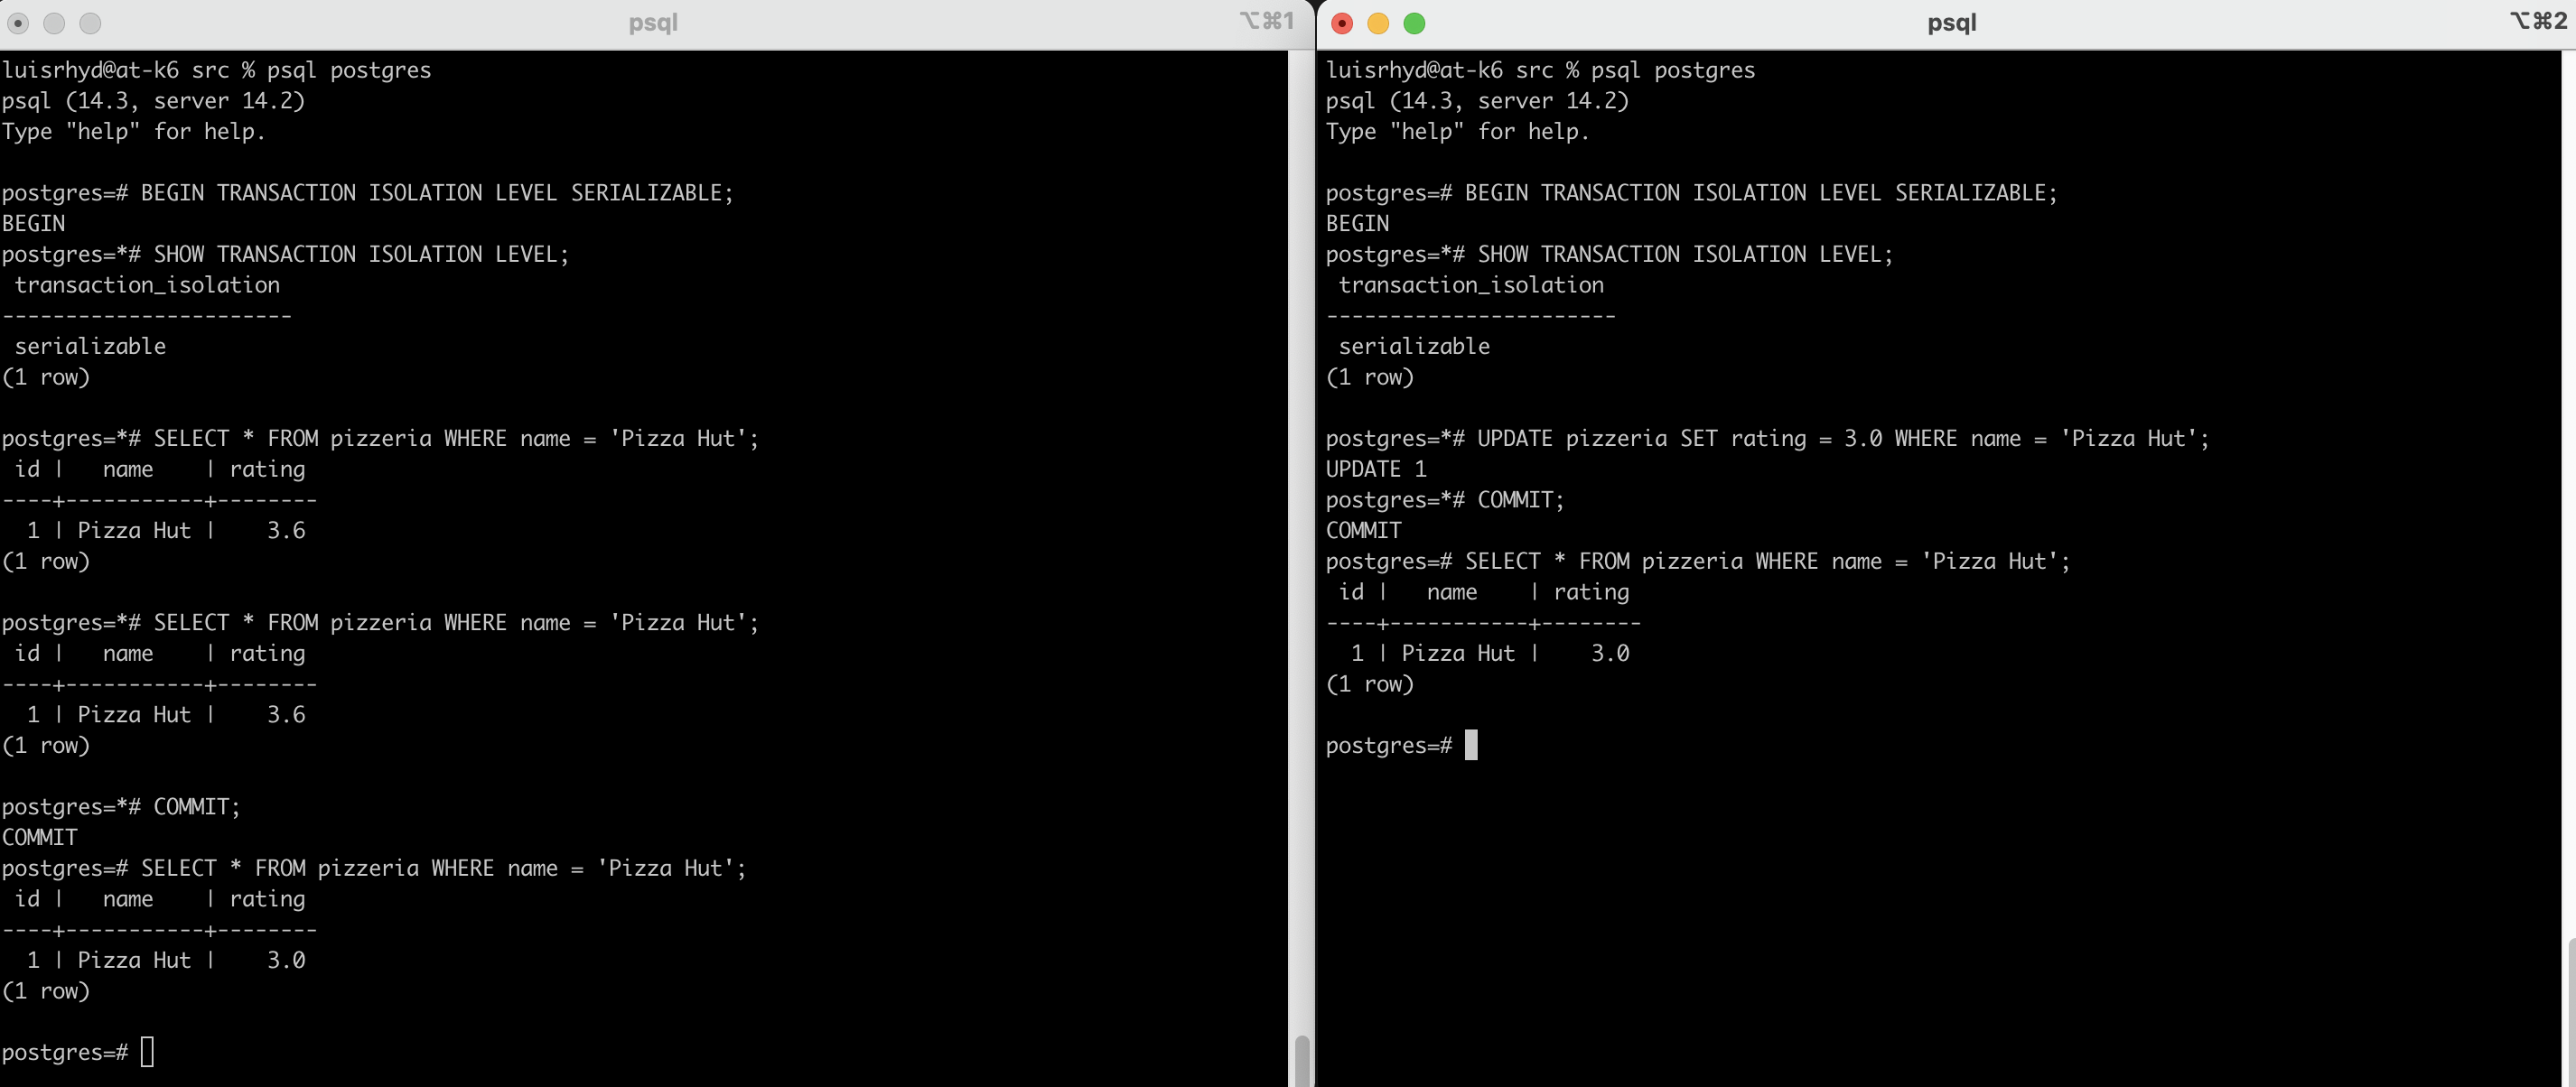 psql
⌥⌘1
luisrhyd@at-k6 src % psql postgres
psql (14.3, server 14.2)
Type "help" for help.

postgres=# BEGIN TRANSACTION ISOLATION LEVEL SERIALIZABLE;
BEGIN
postgres=*# SHOW TRANSACTION ISOLATION LEVEL;
 transaction_isolation
-----------------------
 serializable
(1 row)

postgres=*# SELECT * FROM pizzeria WHERE name = 'Pizza Hut';
 id |   name    | rating
----+-----------+--------
  1 | Pizza Hut |    3.6
(1 row)

postgres=*# SELECT * FROM pizzeria WHERE name = 'Pizza Hut';
 id |   name    | rating
----+-----------+--------
  1 | Pizza Hut |    3.6
(1 row)

postgres=*# COMMIT;
COMMIT
postgres=# SELECT * FROM pizzeria WHERE name = 'Pizza Hut';
 id |   name    | rating
----+-----------+--------
  1 | Pizza Hut |    3.0
(1 row)

postgres=#
psql
⌥⌘2
luisrhyd@at-k6 src % psql postgres
psql (14.3, server 14.2)
Type "help" for help.

postgres=# BEGIN TRANSACTION ISOLATION LEVEL SERIALIZABLE;
BEGIN
postgres=*# SHOW TRANSACTION ISOLATION LEVEL;
 transaction_isolation
-----------------------
 serializable
(1 row)

postgres=*# UPDATE pizzeria SET rating = 3.0 WHERE name = 'Pizza Hut';
UPDATE 1
postgres=*# COMMIT;
COMMIT
postgres=# SELECT * FROM pizzeria WHERE name = 'Pizza Hut';
 id |   name    | rating
----+-----------+--------
  1 | Pizza Hut |    3.0
(1 row)

postgres=#